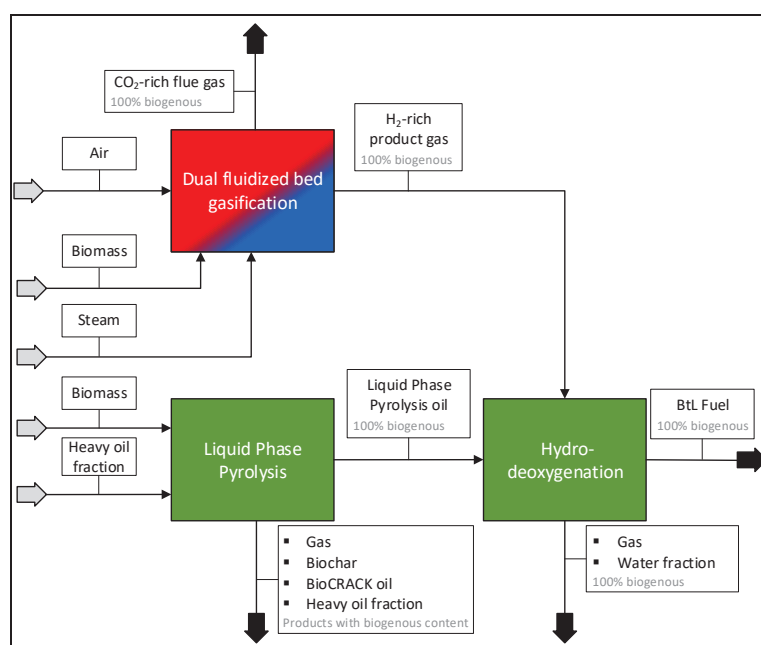 CO₂-rich flue gas
100% biogenous
H₂-rich
product gas
100% biogenous
Air
Dual fluidized bed
gasification
Biomass
Steam
Biomass
Heavy oil
fraction
Liquid Phase
Pyrolysis
Liquid Phase
Pyrolysis oil
100% biogenous
Hydro-
deoxygenation
BtL Fuel
100% biogenous
▪ Gas
▪ Biochar
▪ BioCRACK oil
▪ Heavy oil fraction
Products with biogenous content
▪ Gas
▪ Water fraction
100% biogenous